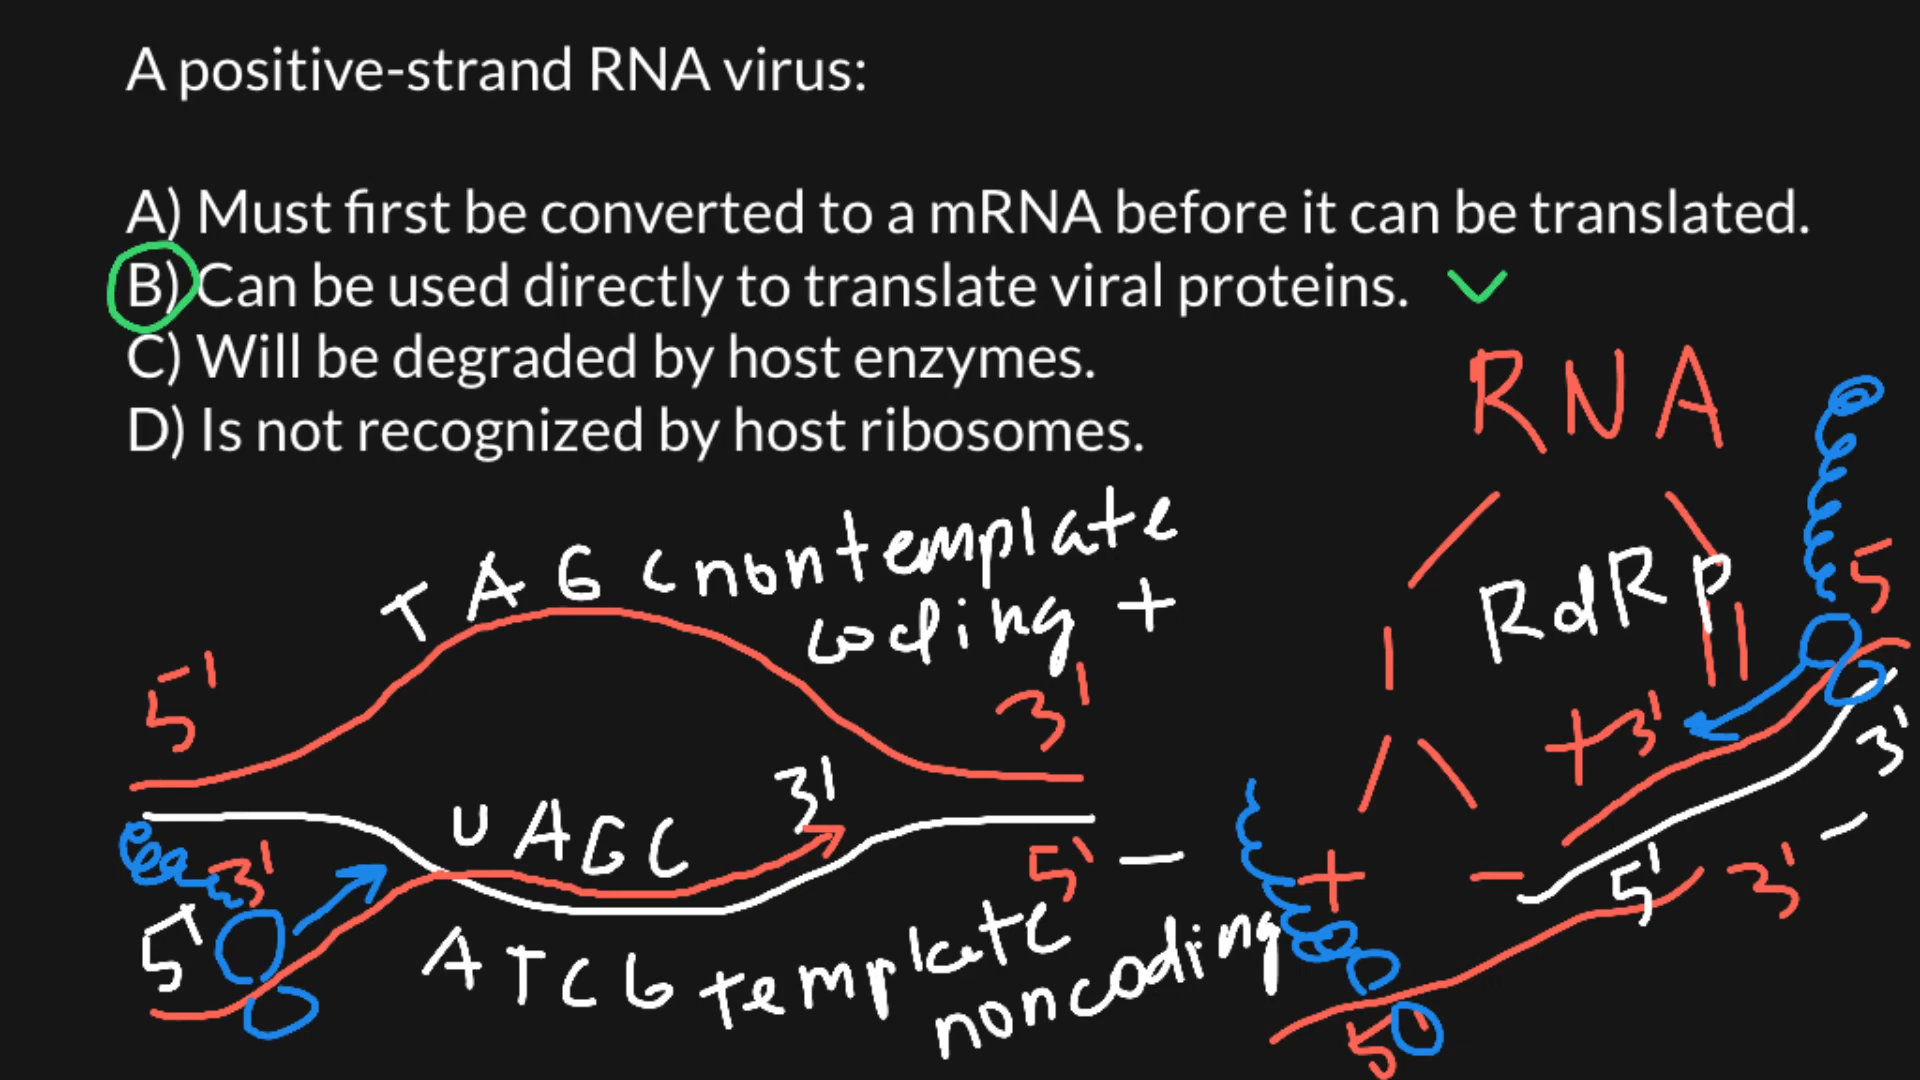 A positive-strand RNA virus:
A) Must first be converted to a mRNA before it can be translated.
B) Can be used directly to translate viral proteins.
C) Will be degraded by host enzymes.
D) Is not recognized by host ribosomes.
RNA
T A G C nontemplate
coding +
RdRp
5
5'
3'
+3'
3'
UAGC
3'
3'
5' –
+
–
5'
3'
–
5'
ATCG template
noncoding
5'